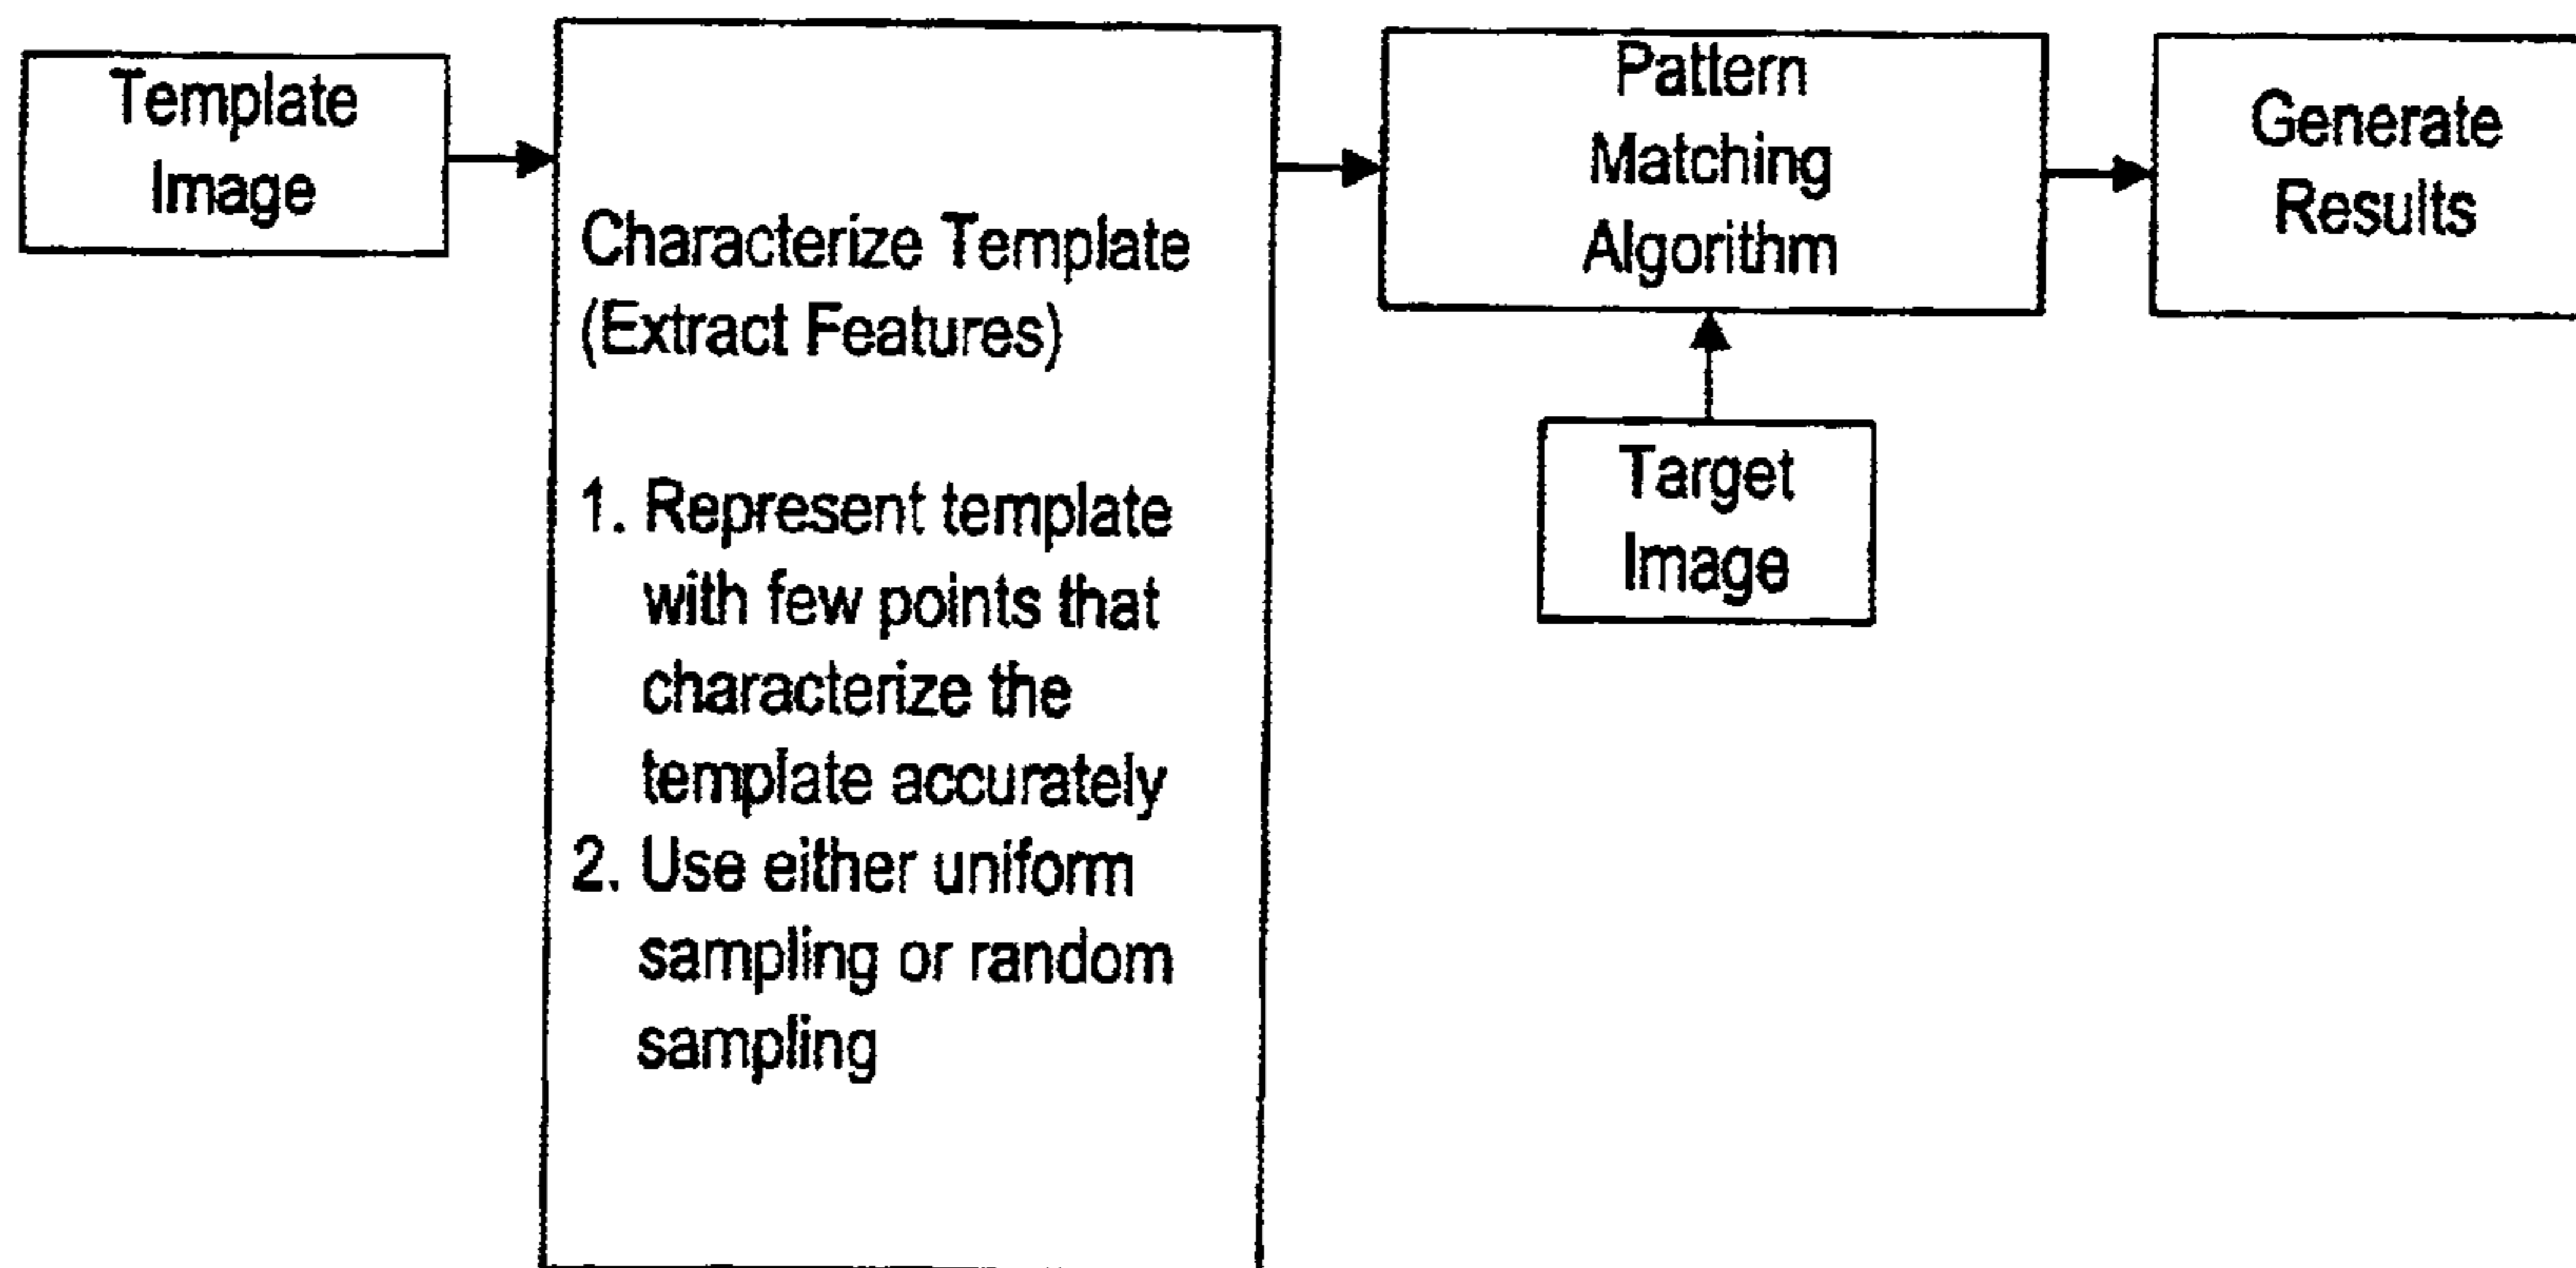 Template
Image
Characterize Template
(Extract Features)
1. Represent template
with few points that
characterize the
template accurately
2. Use either uniform
sampling or random
sampling
Pattern
Matching
Algorithm
Target
Image
Generate
Results